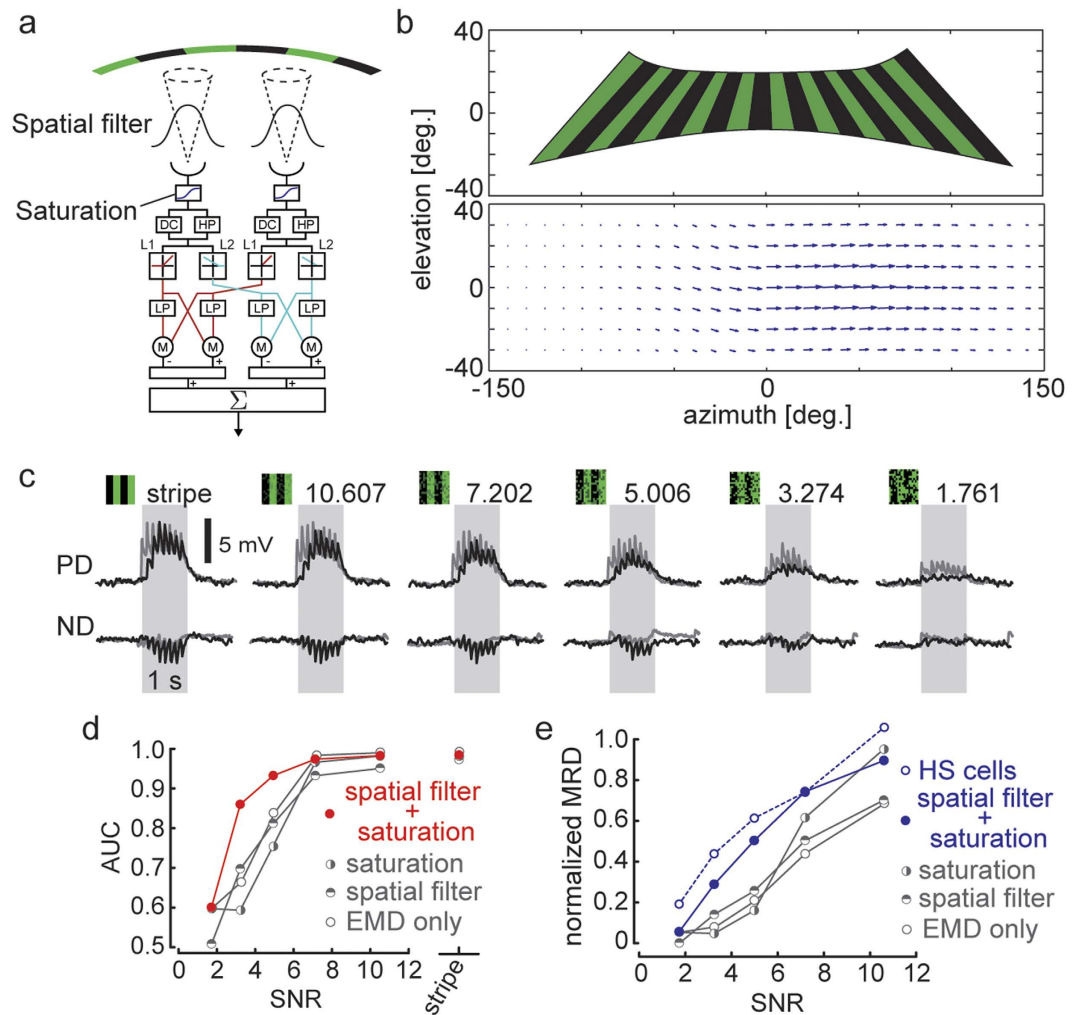 a
Spatial filter
Saturation
DC HP DC HP
L1 L2 L1 L2
LP LP LP LP
M M M M
- + - +
+ +
Σ
b
40
0
-40
40
0
-40
elevation [deg.]
-150 0 150
azimuth [deg.]
c
stripe 10.607 7.202 5.006 3.274 1.761
5 mV
PD
ND
1 s
d
AUC
1.0
0.9
0.8
0.7
0.6
0.5
spatial filter
+
saturation
saturation
spatial filter
EMD only
0 2 4 6 8 10 12 stripe
SNR
e
normalized MRD
1.0
0.8
0.6
0.4
0.2
0
HS cells
spatial filter
+
saturation
saturation
spatial filter
EMD only
0 2 4 6 8 10 12
SNR